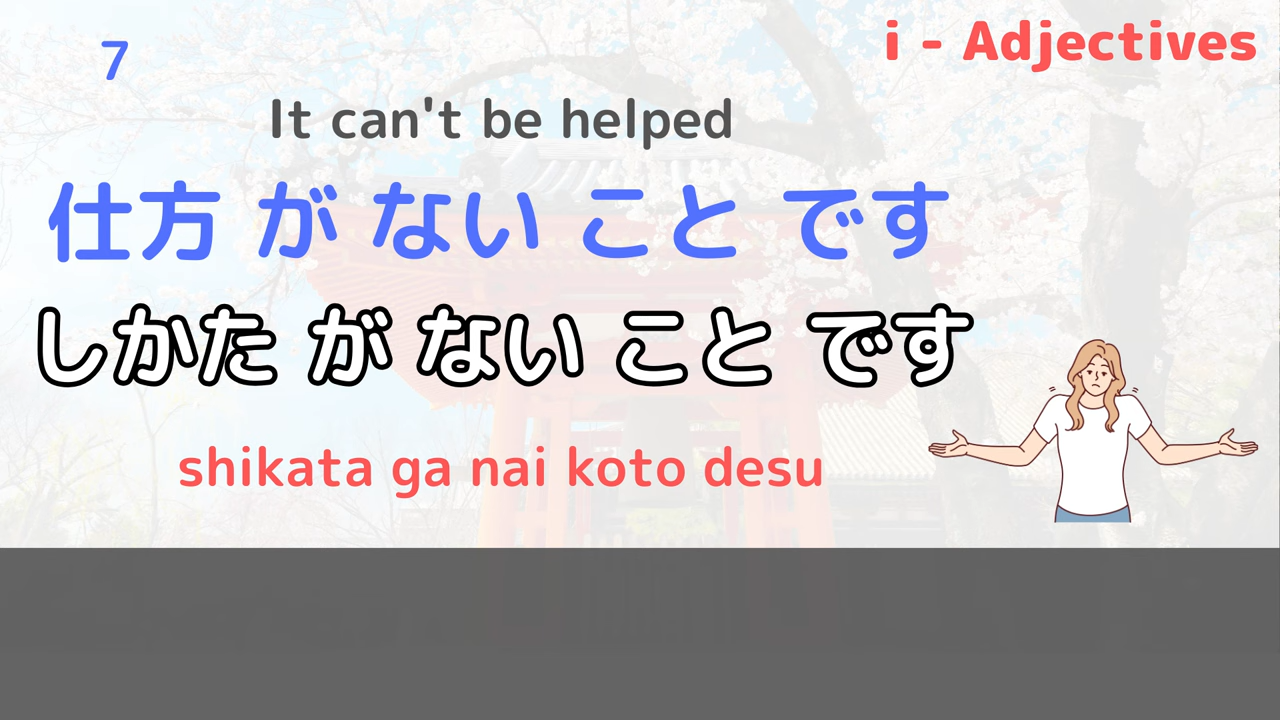 i - Adjectives
7
It can't be helped
仕方 が ない こと です
しかた が ない こと です
shikata ga nai koto desu